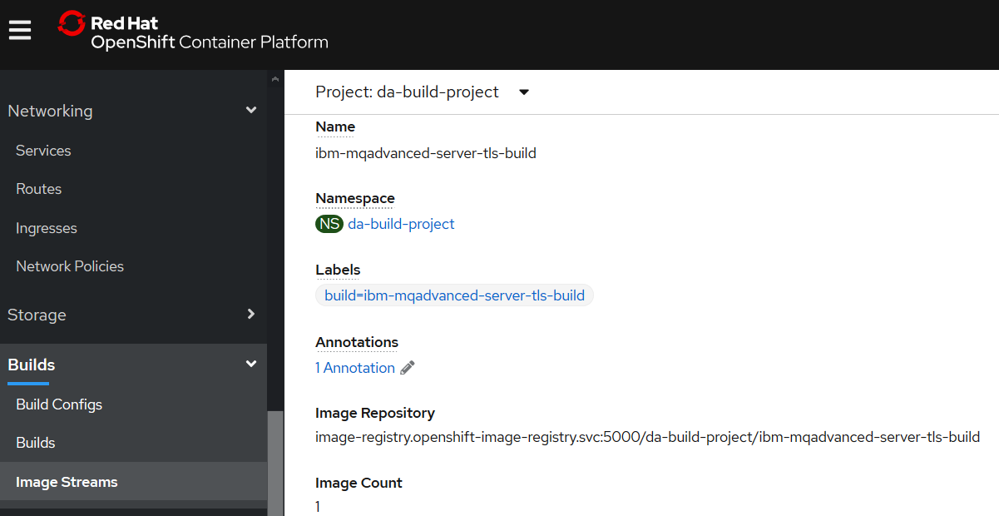 Red Hat
OpenShift Container Platform
Networking
Services
Routes
Ingresses
Network Policies
Storage
Builds
Build Configs
Builds
Image Streams
Project: da-build-project
Name
ibm-mqadvanced-server-tls-build
Namespace
NS da-build-project
Labels
build=ibm-mqadvanced-server-tls-build
Annotations
1 Annotation
Image Repository
image-registry.openshift-image-registry.svc:5000/da-build-project/ibm-mqadvanced-server-tls-build
Image Count
1